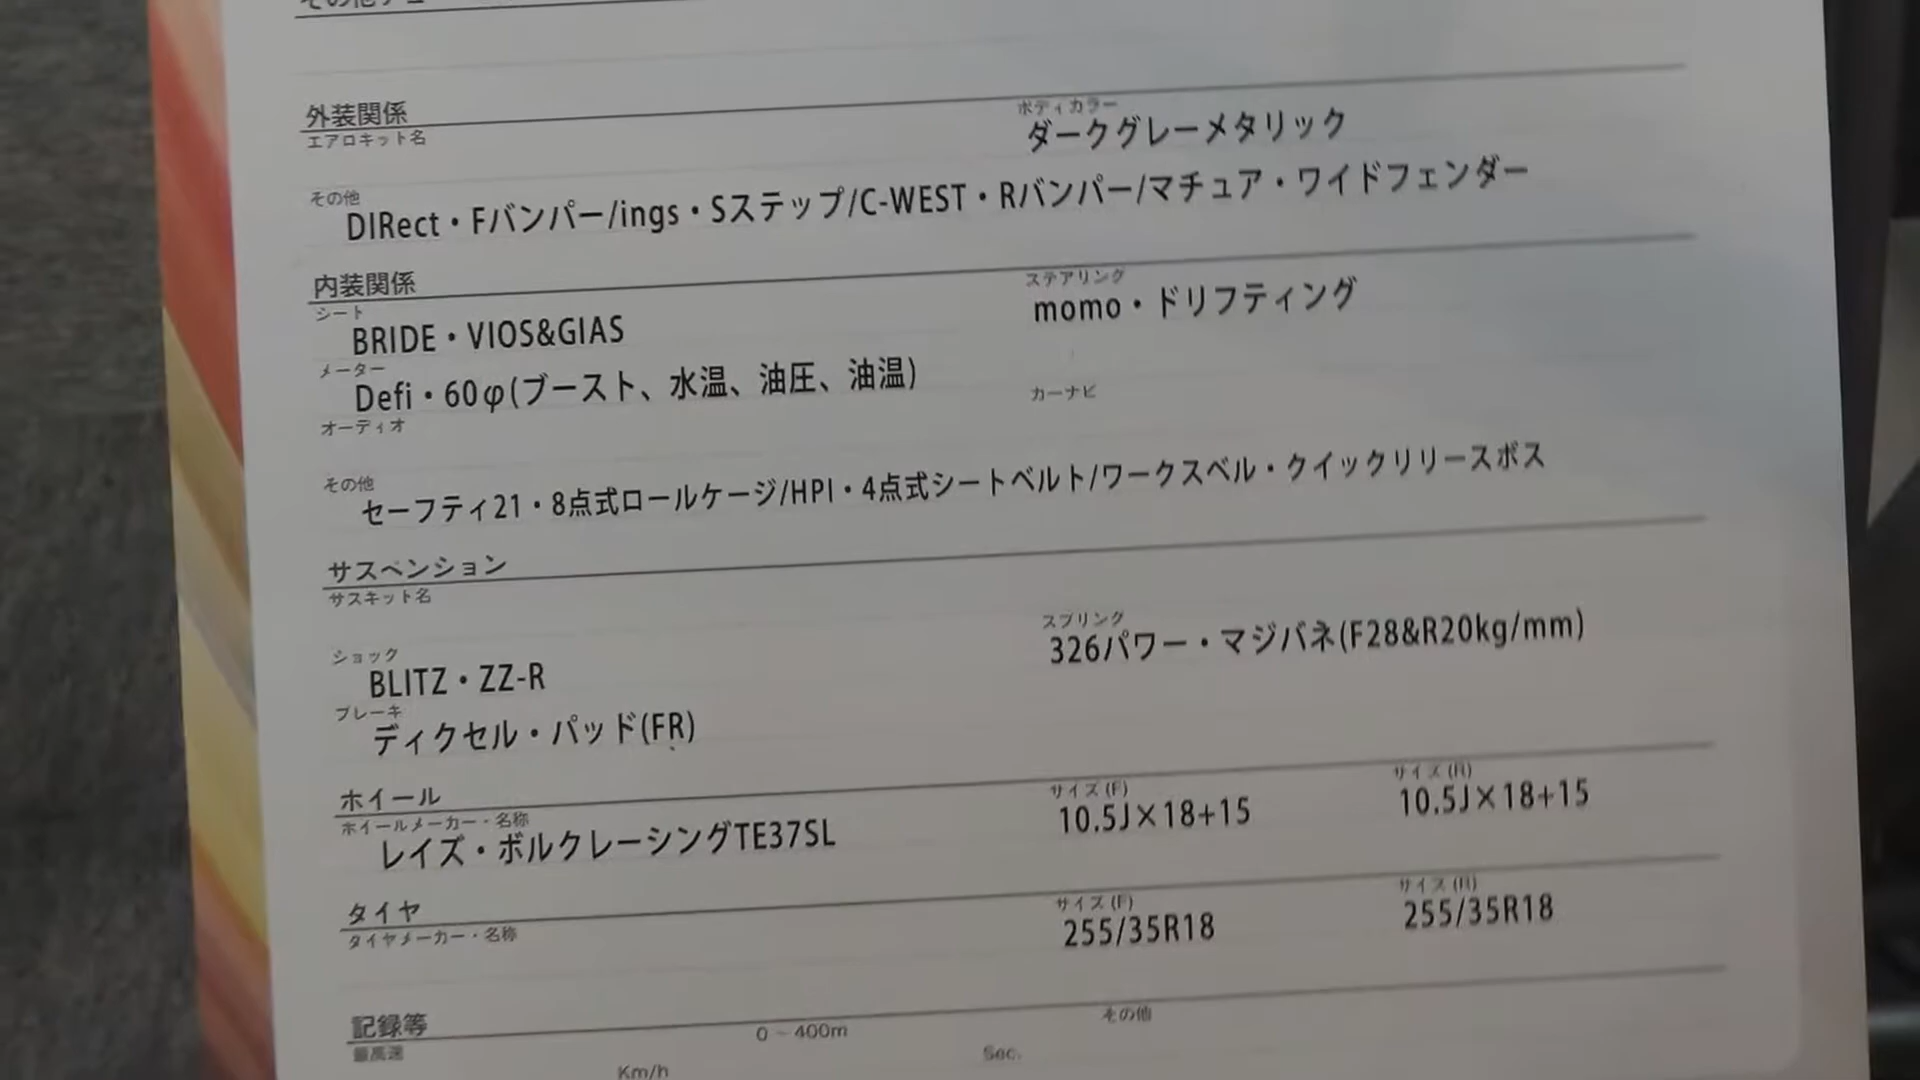 外装関係
エアロキット名
ボディカラー
ダークグレーメタリック
その他
DIRect・Fバンパー/ings・Sステップ/C-WEST・Rバンパー/マチュア・ワイドフェンダー
内装関係
シート
BRIDE・VIOS&GIAS
ステアリング
momo・ドリフティング
メーター
Defi・60φ(ブースト、水温、油圧、油温)
カーナビ
オーディオ
その他
セーフティ21・8点式ロールケージ/HPI・4点式シートベルト/ワークスベル・クイックリリースボス
サスペンション
サスキット名
スプリング
326パワー・マジバネ(F28&R20kg/mm)
ショック
BLITZ・ZZ-R
ブレーキ
ディクセル・パッド(FR)
ホイール
ホイールメーカー・名称
レイズ・ボルクレーシングTE37SL
サイズ(F)
10.5J×18+15
サイズ(R)
10.5J×18+15
タイヤ
タイヤメーカー・名称
サイズ(F)
255/35R18
サイズ(R)
255/35R18
記録等
最高速
Km/h
0～400m
Sec.
その他